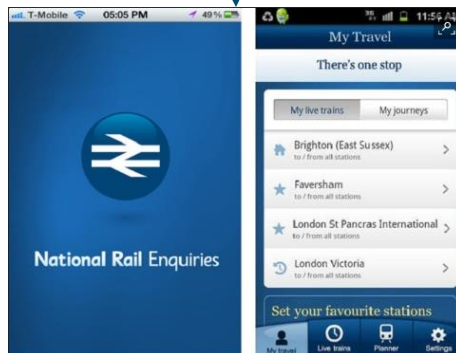 T-Mobile 05:05 PM 49%
National Rail Enquiries
11:56 A
My Travel
There's one stop
My live trains My journeys
Brighton (East Sussex)
to / from all stations
Faversham
to / from all stations
London St Pancras International
to / from all stations
London Victoria
to / from all stations
Set your favourite stations
My travel Live trains Planner Settings